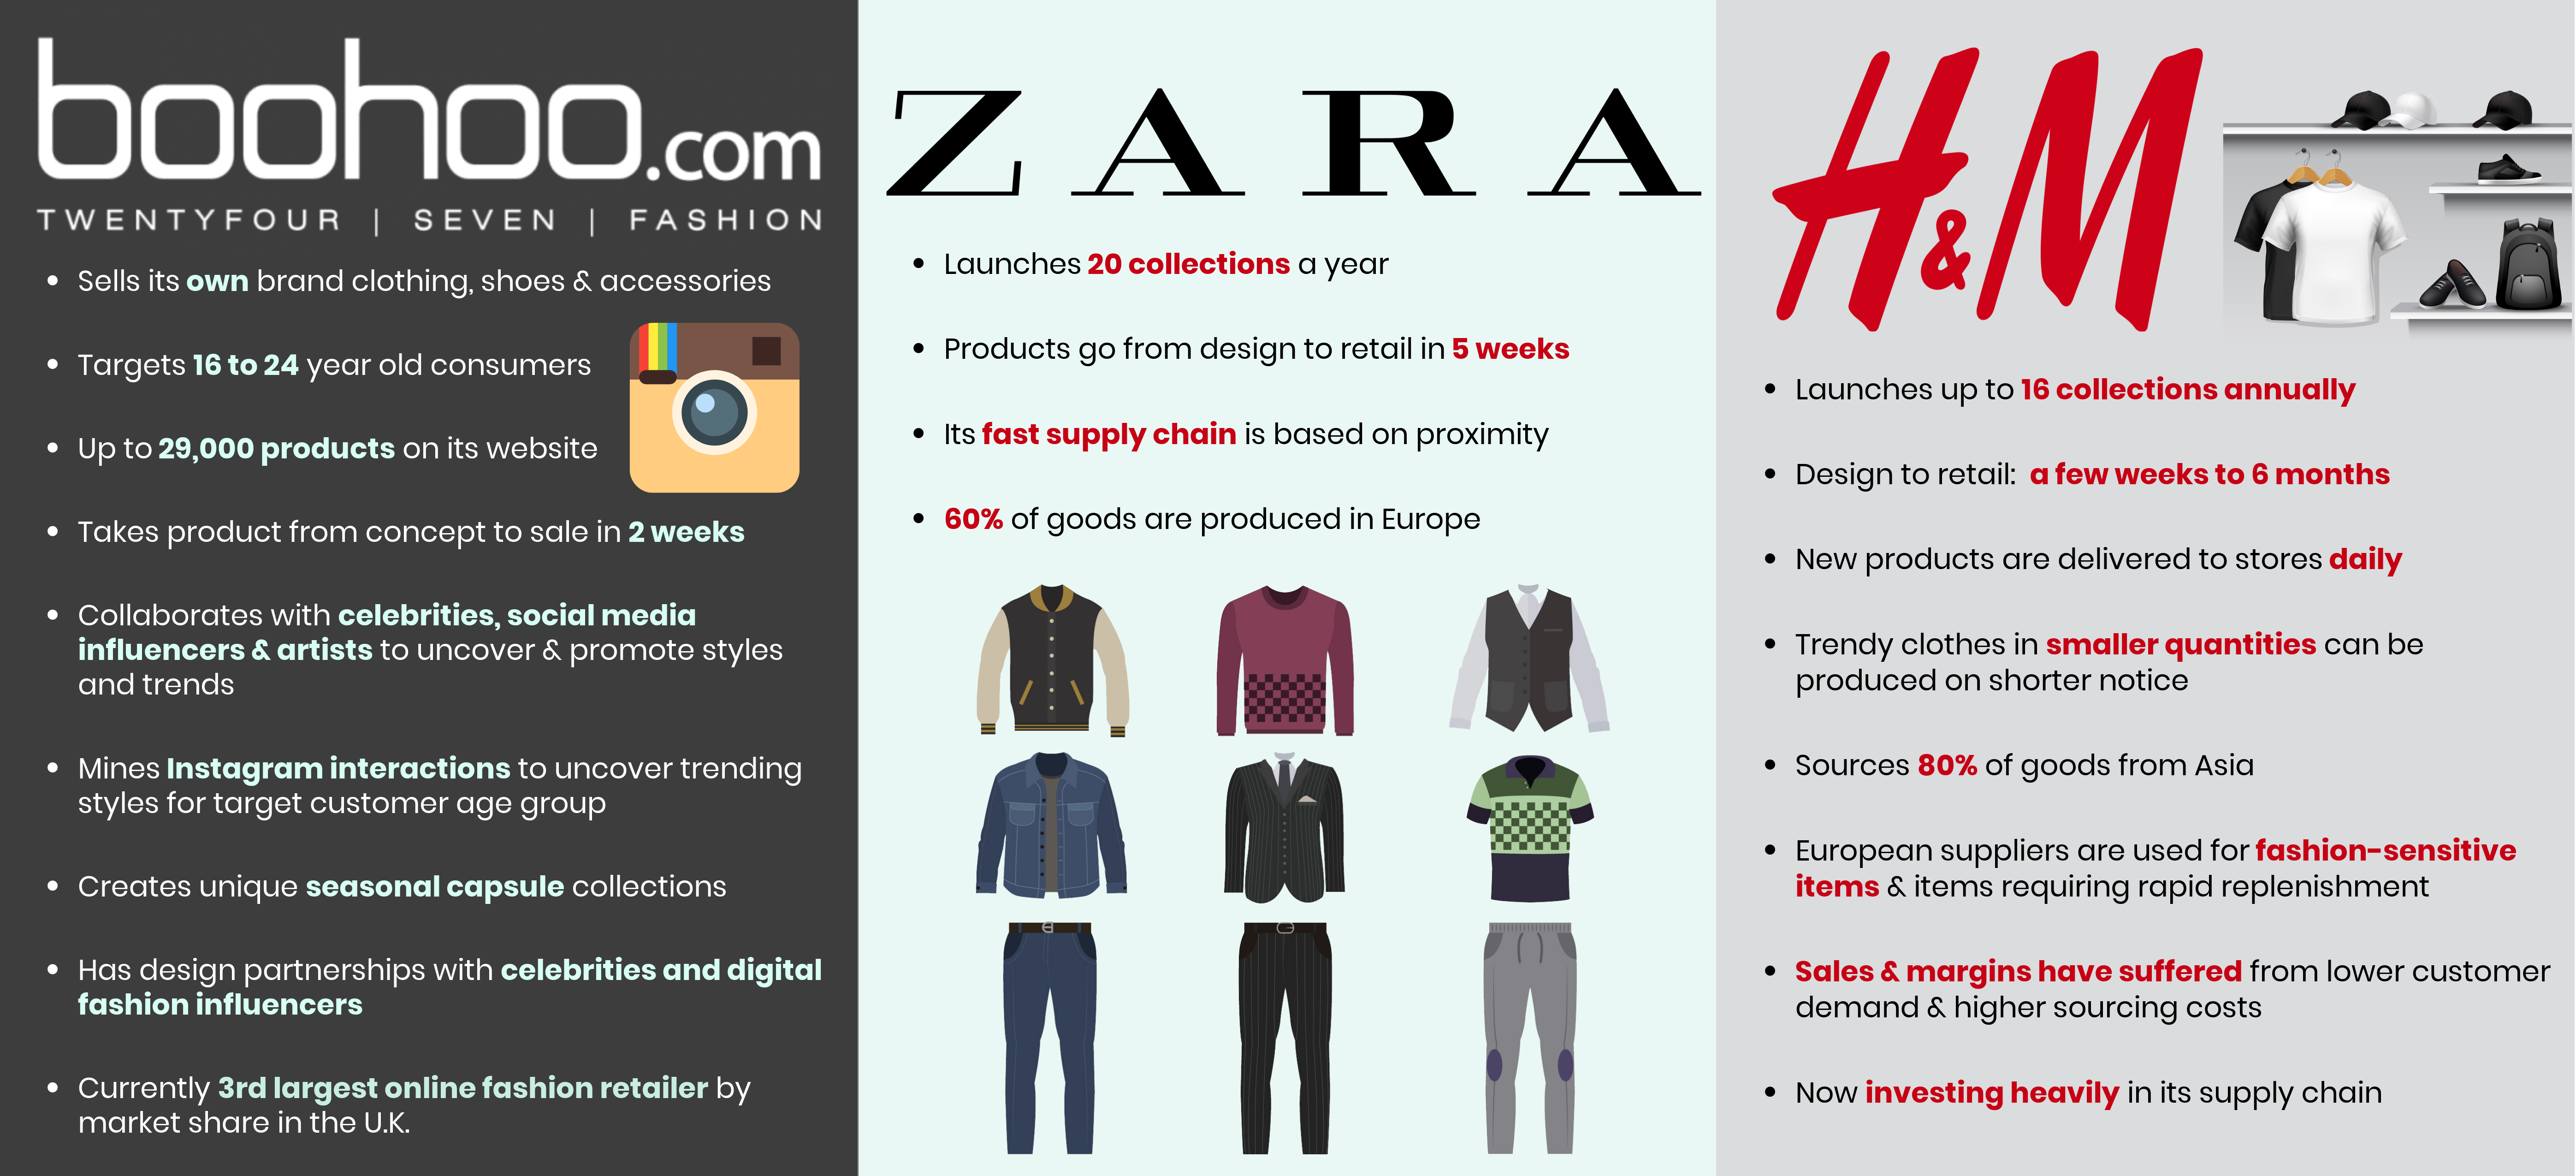 boohoo.com
TWENTYFOUR | SEVEN | FASHION
• Sells its own brand clothing, shoes & accessories
• Targets 16 to 24 year old consumers
• Up to 29,000 products on its website
• Takes product from concept to sale in 2 weeks
• Collaborates with celebrities, social media
influencers & artists to uncover & promote styles
and trends
• Mines Instagram interactions to uncover trending
styles for target customer age group
• Creates unique seasonal capsule collections
• Has design partnerships with celebrities and digital
fashion influencers
• Currently 3rd largest online fashion retailer by
market share in the U.K.
ZARA
• Launches 20 collections a year
• Products go from design to retail in 5 weeks
• Its fast supply chain is based on proximity
• 60% of goods are produced in Europe
H&M
• Launches up to 16 collections annually
• Design to retail: a few weeks to 6 months
• New products are delivered to stores daily
• Trendy clothes in smaller quantities can be
produced on shorter notice
• Sources 80% of goods from Asia
• European suppliers are used for fashion-sensitive
items & items requiring rapid replenishment
• Sales & margins have suffered from lower customer
demand & higher sourcing costs
• Now investing heavily in its supply chain